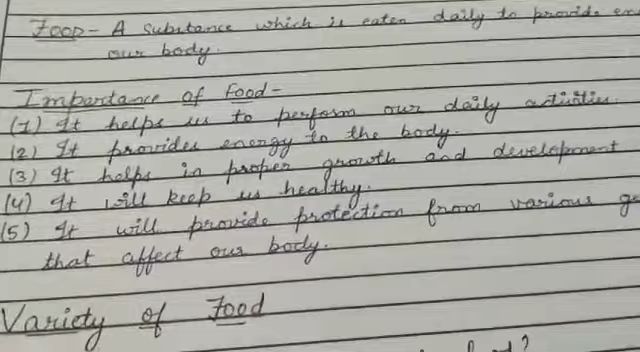 Food - A substance which is eaten daily to provide
our body.
Importance of Food -
(1) It helps us to perform our daily activities.
(2) It provides energy to the body.
(3) It helps in proper growth and development
(4) It will keep us healthy.
(5) It will provide protection from various
that affect our body.
Variety of Food